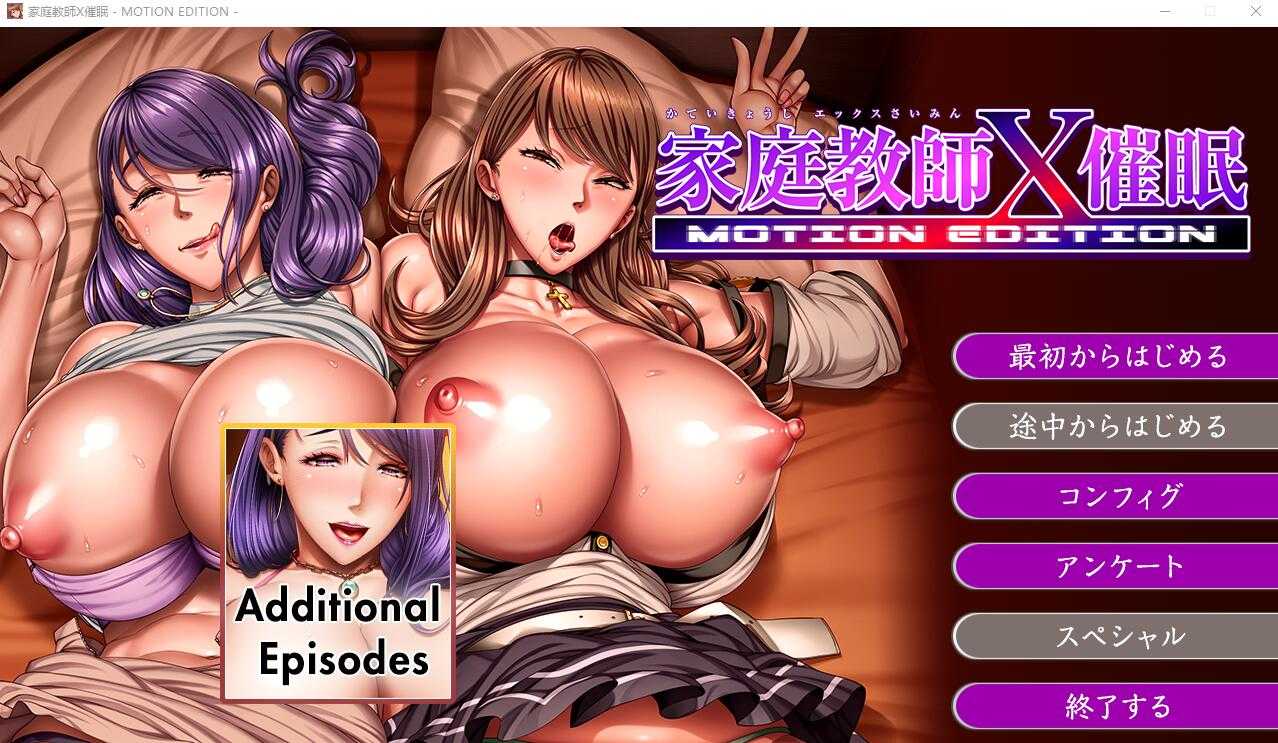 家庭教師X催眠 - MOTION EDITION -
かていきょうし エックスさいみん
家庭教師X催眠
MOTION EDITION
最初からはじめる
途中からはじめる
コンフィグ
アンケート
スペシャル
終了する
Additional
Episodes